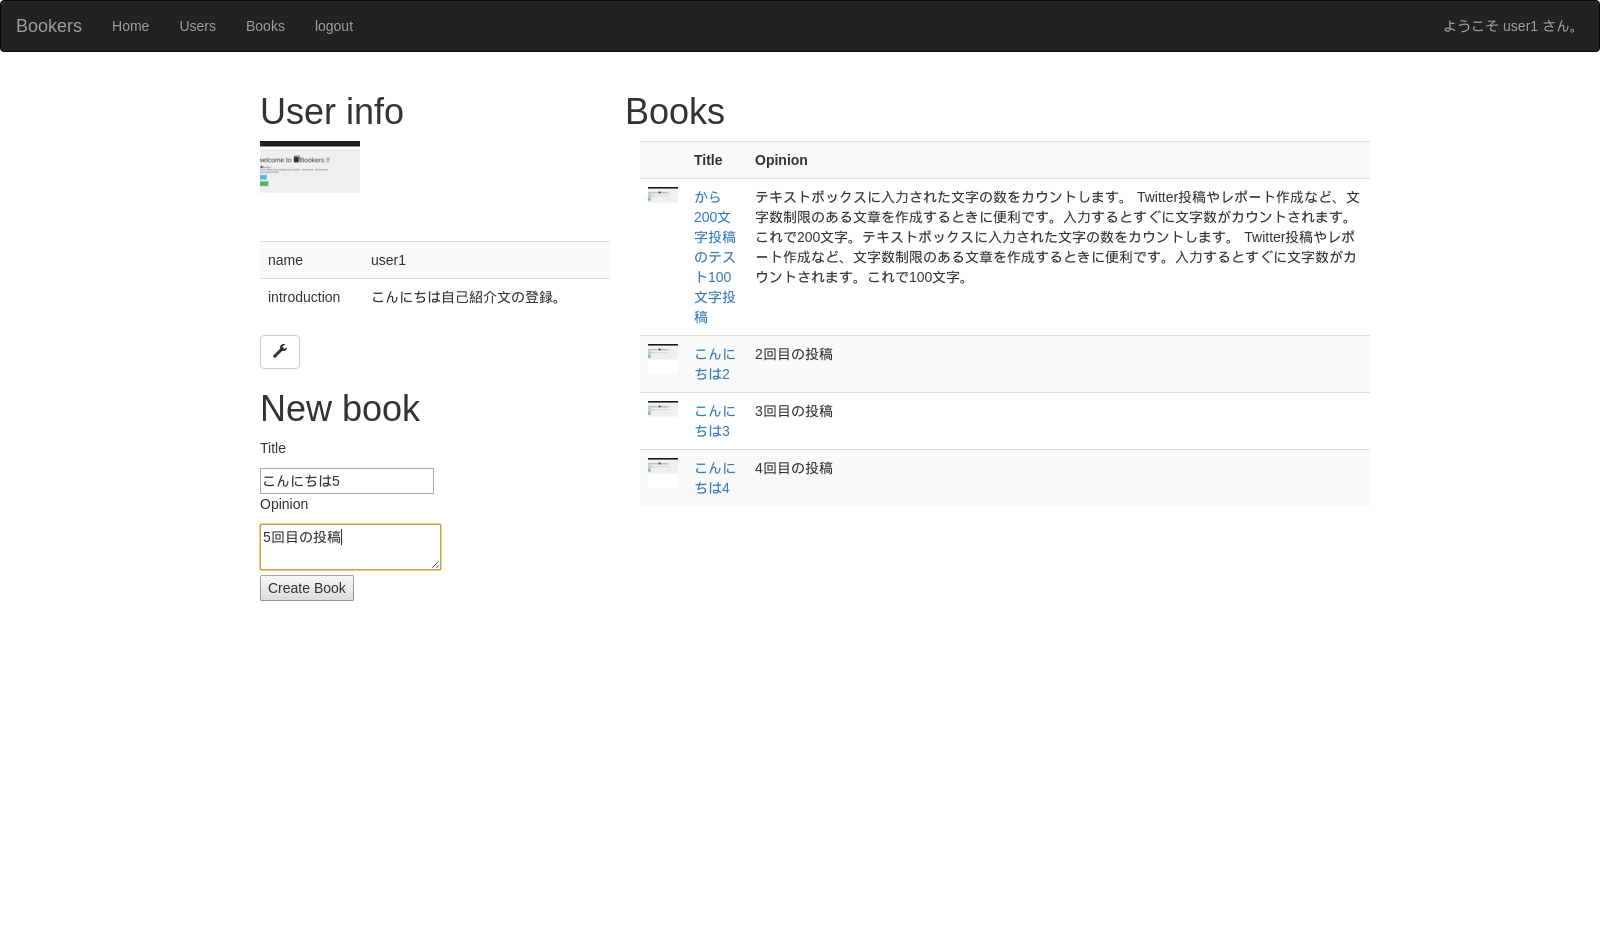 Bookers Home Users Books logout ようこそ user1 さん。
User info
welcome to Bookers !!
name user1
introduction こんにちは自己紹介文の登録。
New book
Title
こんにちは5
Opinion
5回目の投稿
Create Book
Books
Title Opinion
から
200文
字投稿
のテス
ト100
文字投
稿
テキストボックスに入力された文字の数をカウントします。 Twitter投稿やレポート作成など、文
字数制限のある文章を作成するときに便利です。入力するとすぐに文字数がカウントされます。
これで200文字。テキストボックスに入力された文字の数をカウントします。 Twitter投稿やレポ
ート作成など、文字数制限のある文章を作成するときに便利です。入力するとすぐに文字数がカ
ウントされます。これで100文字。
こんに
ちは2
2回目の投稿
こんに
ちは3
3回目の投稿
こんに
ちは4
4回目の投稿